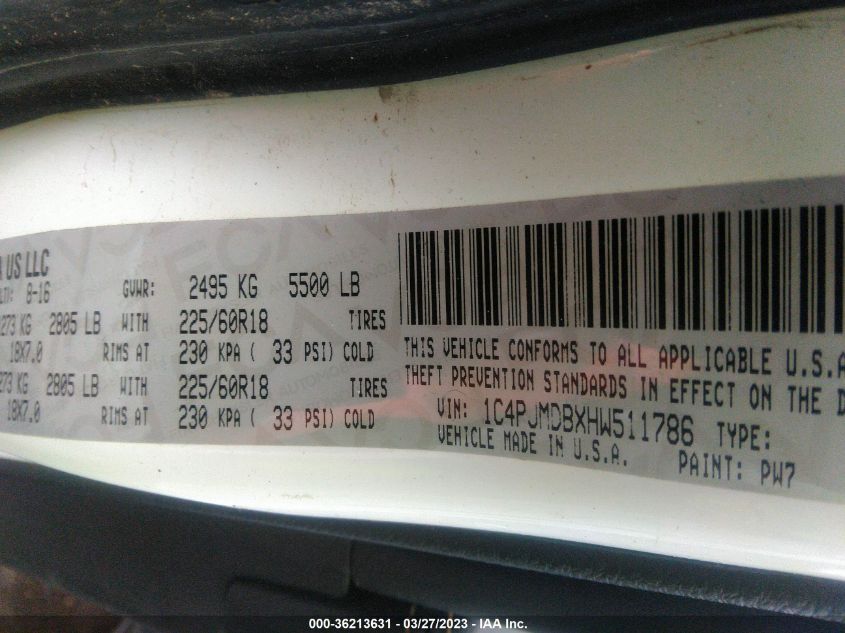 US LLC
8-16 GVWR: 2495 KG 5500 LB
273 KG 2805 LB WITH 225/60R18 TIRES
18X7.0 RIMS AT 230 KPA ( 33 PSI) COLD
273 KG 2805 LB WITH 225/60R18 TIRES
18X7.0 RIMS AT 230 KPA ( 33 PSI) COLD
THIS VEHICLE CONFORMS TO ALL APPLICABLE U.S.A
THEFT PREVENTION STANDARDS IN EFFECT ON THE D
VIN: 1C4PJMDBXHW511786 TYPE:
VEHICLE MADE IN U.S.A. PAINT: PW7
000-36213631 - 03/27/2023 - © IAA Inc.